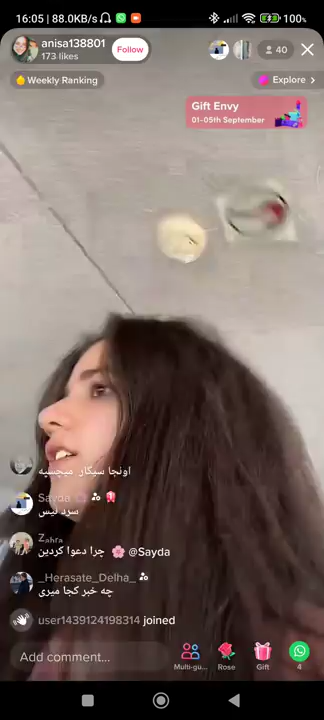 16:05 | 88.0KB/s
100%
anisa138801
173 likes
Follow
40
Weekly Ranking
Explore >
Gift Envy
01-05th September
اونجا سیگار میچسبه
Sayda
سرد نیس
Zahra
چرا دعوا کردین 🌸 @Sayda
_Herasate_Delha_
چه خبر کجا میری
user1439124198314 joined
Add comment...
Multi-gu...
Rose
Gift
4